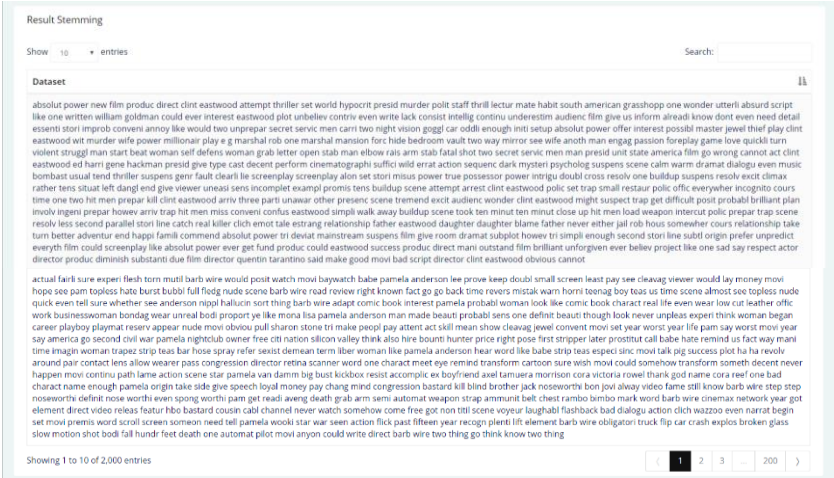 Result Stemming
Show 10 entries
Search:
Dataset
absolut power new film produc direct clint eastwood attempt thriller set world hypocrit presid murder polit staff thrill lectur mate habit south american grasshopp one wonder utterli absurd script
like one written william goldman could ever interest eastwood plot unbeliev contriv even write lack consist intellig continu underestim audienc film give us inform alreadi know dont even need detail
essenti stori improb conveni annoy like would two unprepar secret servic men carri two night vision goggl car oddli enough initi setup absolut power offer interest possibl master jewel thief play clint
eastwood wit murder wife power millionair play e g marshal rob one marshal mansion forc hide bedroom vault two way mirror see wife anoth man engag passion foreplay game love quickli turn
violent struggl man start beat woman self defens woman grab letter open stab man elbow rais arm stab fatal shot two secret servic men man presid unit state america film go wrong cannot act clint
eastwood ed harri gene hackman presid give type cast decent perform cinematographi suffici wild errat action sequenc dark mysteri psycholog suspens scene calm warm dramat dialogu even music
bombast usual tend thriller suspens genr fault clearli lie screenplay screenplay alon set stori misus power true possessor power intrigu doubl cross resolv one buildup suspens resolv excit climax
rather tens situat left dangl end give viewer uneasi sens incomplet exampl promis tens buildup scene attempt arrest clint eastwood polic set trap small restaur polic offic everywher incognito cours
time one two hit men prepar kill clint eastwood arriv three parti unawar other presenc scene tremend excit audienc wonder clint eastwood might suspect trap get difficult posit probabl brilliant plan
involv ingeni prepar howev arriv trap hit men miss conveni confus eastwood simpli walk away buildup scene took ten minut ten minut close up hit men load weapon intercut polic prepar trap scene
resolv less second parallel stori line catch real killer clich emot tale estrang relationship father eastwood daughter daughter blame father never either jail rob hous somewher cours relationship take
turn better adventur end happi famili commend absolut power tri deviat mainstream suspens film give room dramat subplot howev tri simpli enough second stori line subtl origin prefer unpredict
everyth film could screenplay like absolut power ever get fund produc could eastwood success produc direct mani outstand film brilliant unforgiven ever believ project like one sad say respect actor
director produc diminish substanti due film director quentin tarantino said make good movi bad script director clint eastwood obvious cannot
actual fairli sure experi flesh torn mutil barb wire would posit watch movi baywatch babe pamela anderson lee prove keep doubl small screen least pay see cleavag viewer would lay money movi
hope see pam topless hate burst bubbl full fledg nude scene barb wire read review right known fact go go back time revers mistak warn horni teenag boy teas us time scene almost see topless nude
quick even tell sure whether see anderson nippl hallucin sort thing barb wire adapt comic book interest pamela probabl woman look like comic book charact real life even wear low cut leather offic
work businesswoman bondag wear unreal bodi proport ye like mona lisa pamela anderson man made beauti probabl sens one definit beauti though look never unpleas experi think woman began
career playboy playmat reserv appear nude movi obviou pull sharon stone tri make peopl pay attent act skill mean show cleavag jewel convent movi set year worst year life pam say worst movi year
say america go second civil war pamela nightclub owner free citi nation silicon valley think also hire bounti hunter price right pose first stripper later prostitut call babe hate remind us fact way mani
time imagin woman trapez strip teas bar hose spray refer sexist demean term liber woman like pamela anderson hear word like babe strip teas especi sinc movi talk pig success plot ha ha revolv
around pair contact lens allow wearer pass congression director retina scanner word one charact meet eye remind transform cartoon sure wish movi could somehow transform someth decent never
happen movi continu path lame action scene star pamela van damm big bust kickbox resist accomplic ex boyfriend axel tamuera morrison cora victoria rowel thank god name cora reef one bad
charact name enough pamela origin take side give speech loyal money pay chang mind congression bastard kill blind brother jack noseworthi bon jovi alway video fame still know barb wire step step
noseworthi definit nose worthi even spong worthi pam get readi aveng death grab arm semi automat weapon strap ammunit belt chest rambo bimbo mark word barb wire cinemax network year got
element direct video releas featur hbo bastard cousin cabl channel never watch somehow come free got non titil scene voyeur laughabl flashback bad dialogu action clich wazzoo even narrat begin
set movi premis word scroll screen someon need tell pamela wooki star war seen action flick past fifteen year recogn plenti lift element barb wire obligatori truck flip car crash explos broken glass
slow motion shot bodi fall hundr feet death one automat pilot movi anyon could write direct barb wire two thing go think know two thing
Showing 1 to 10 of 2,000 entries
1 2 3 ... 200